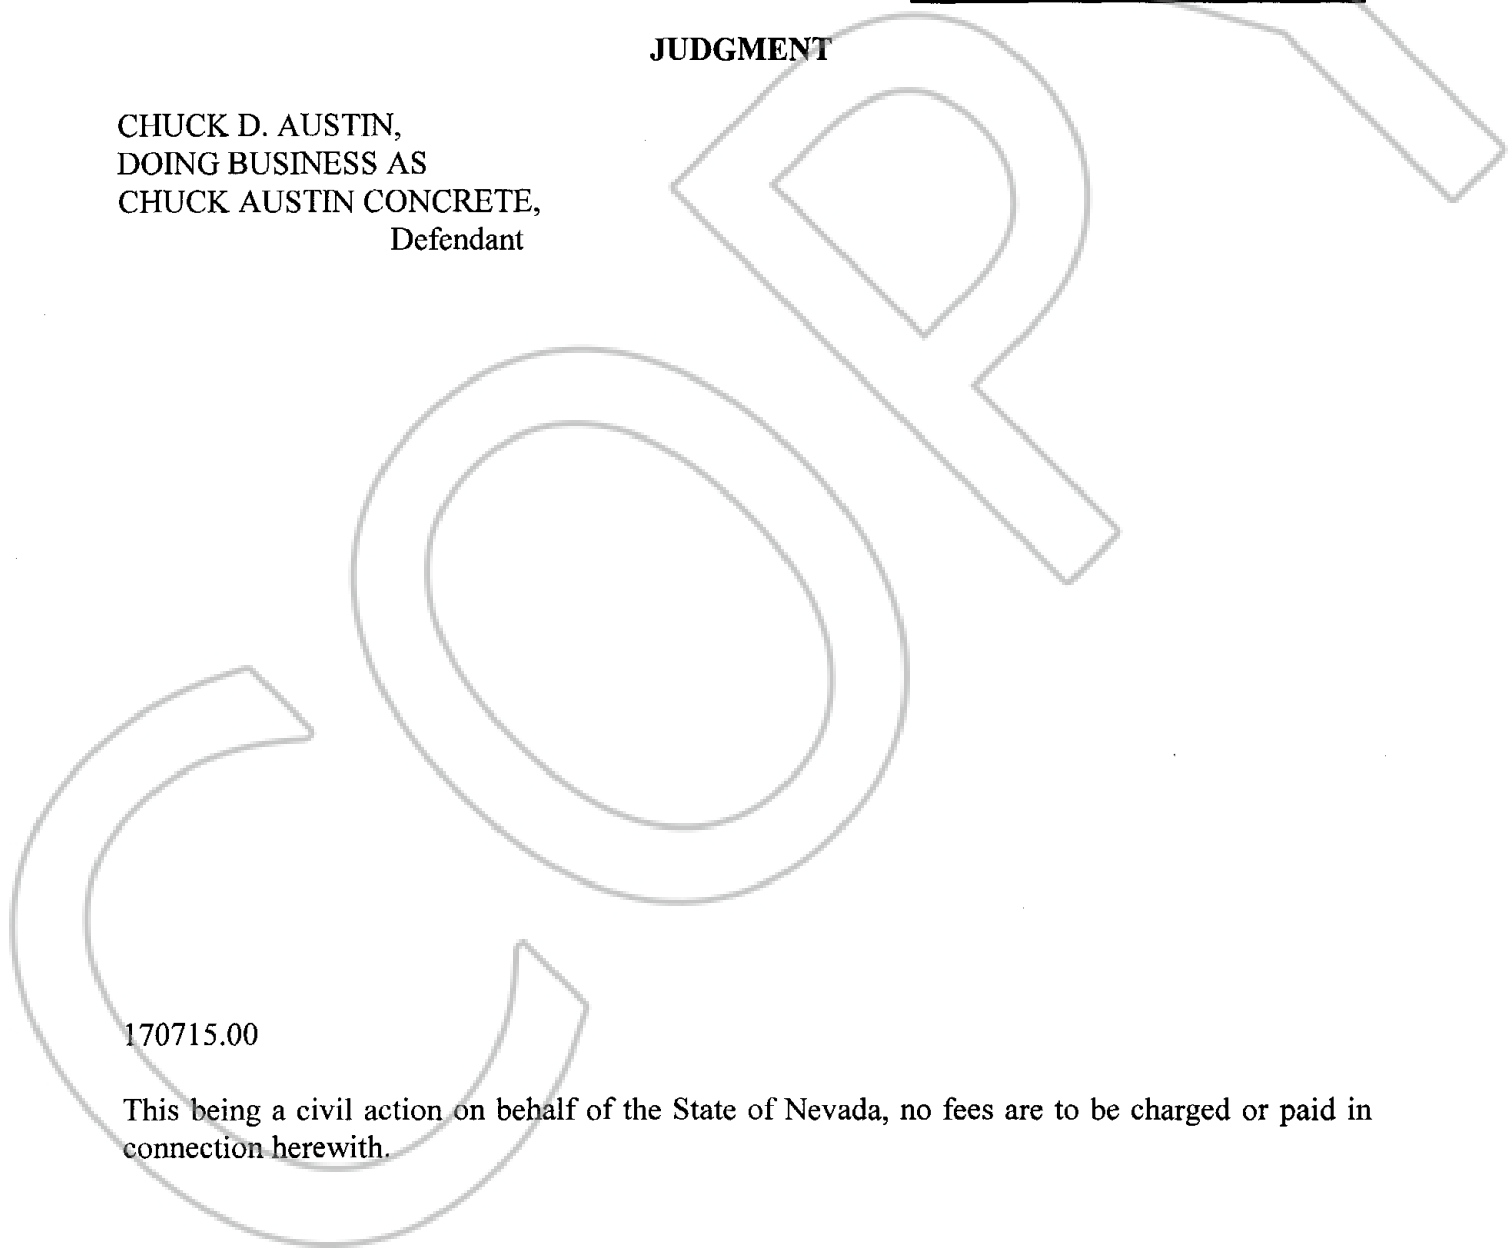 JUDGMENT
CHUCK D. AUSTIN,
DOING BUSINESS AS
CHUCK AUSTIN CONCRETE,
Defendant
COPY
170715.00
This being a civil action on behalf of the State of Nevada, no fees are to be charged or paid in
connection herewith.